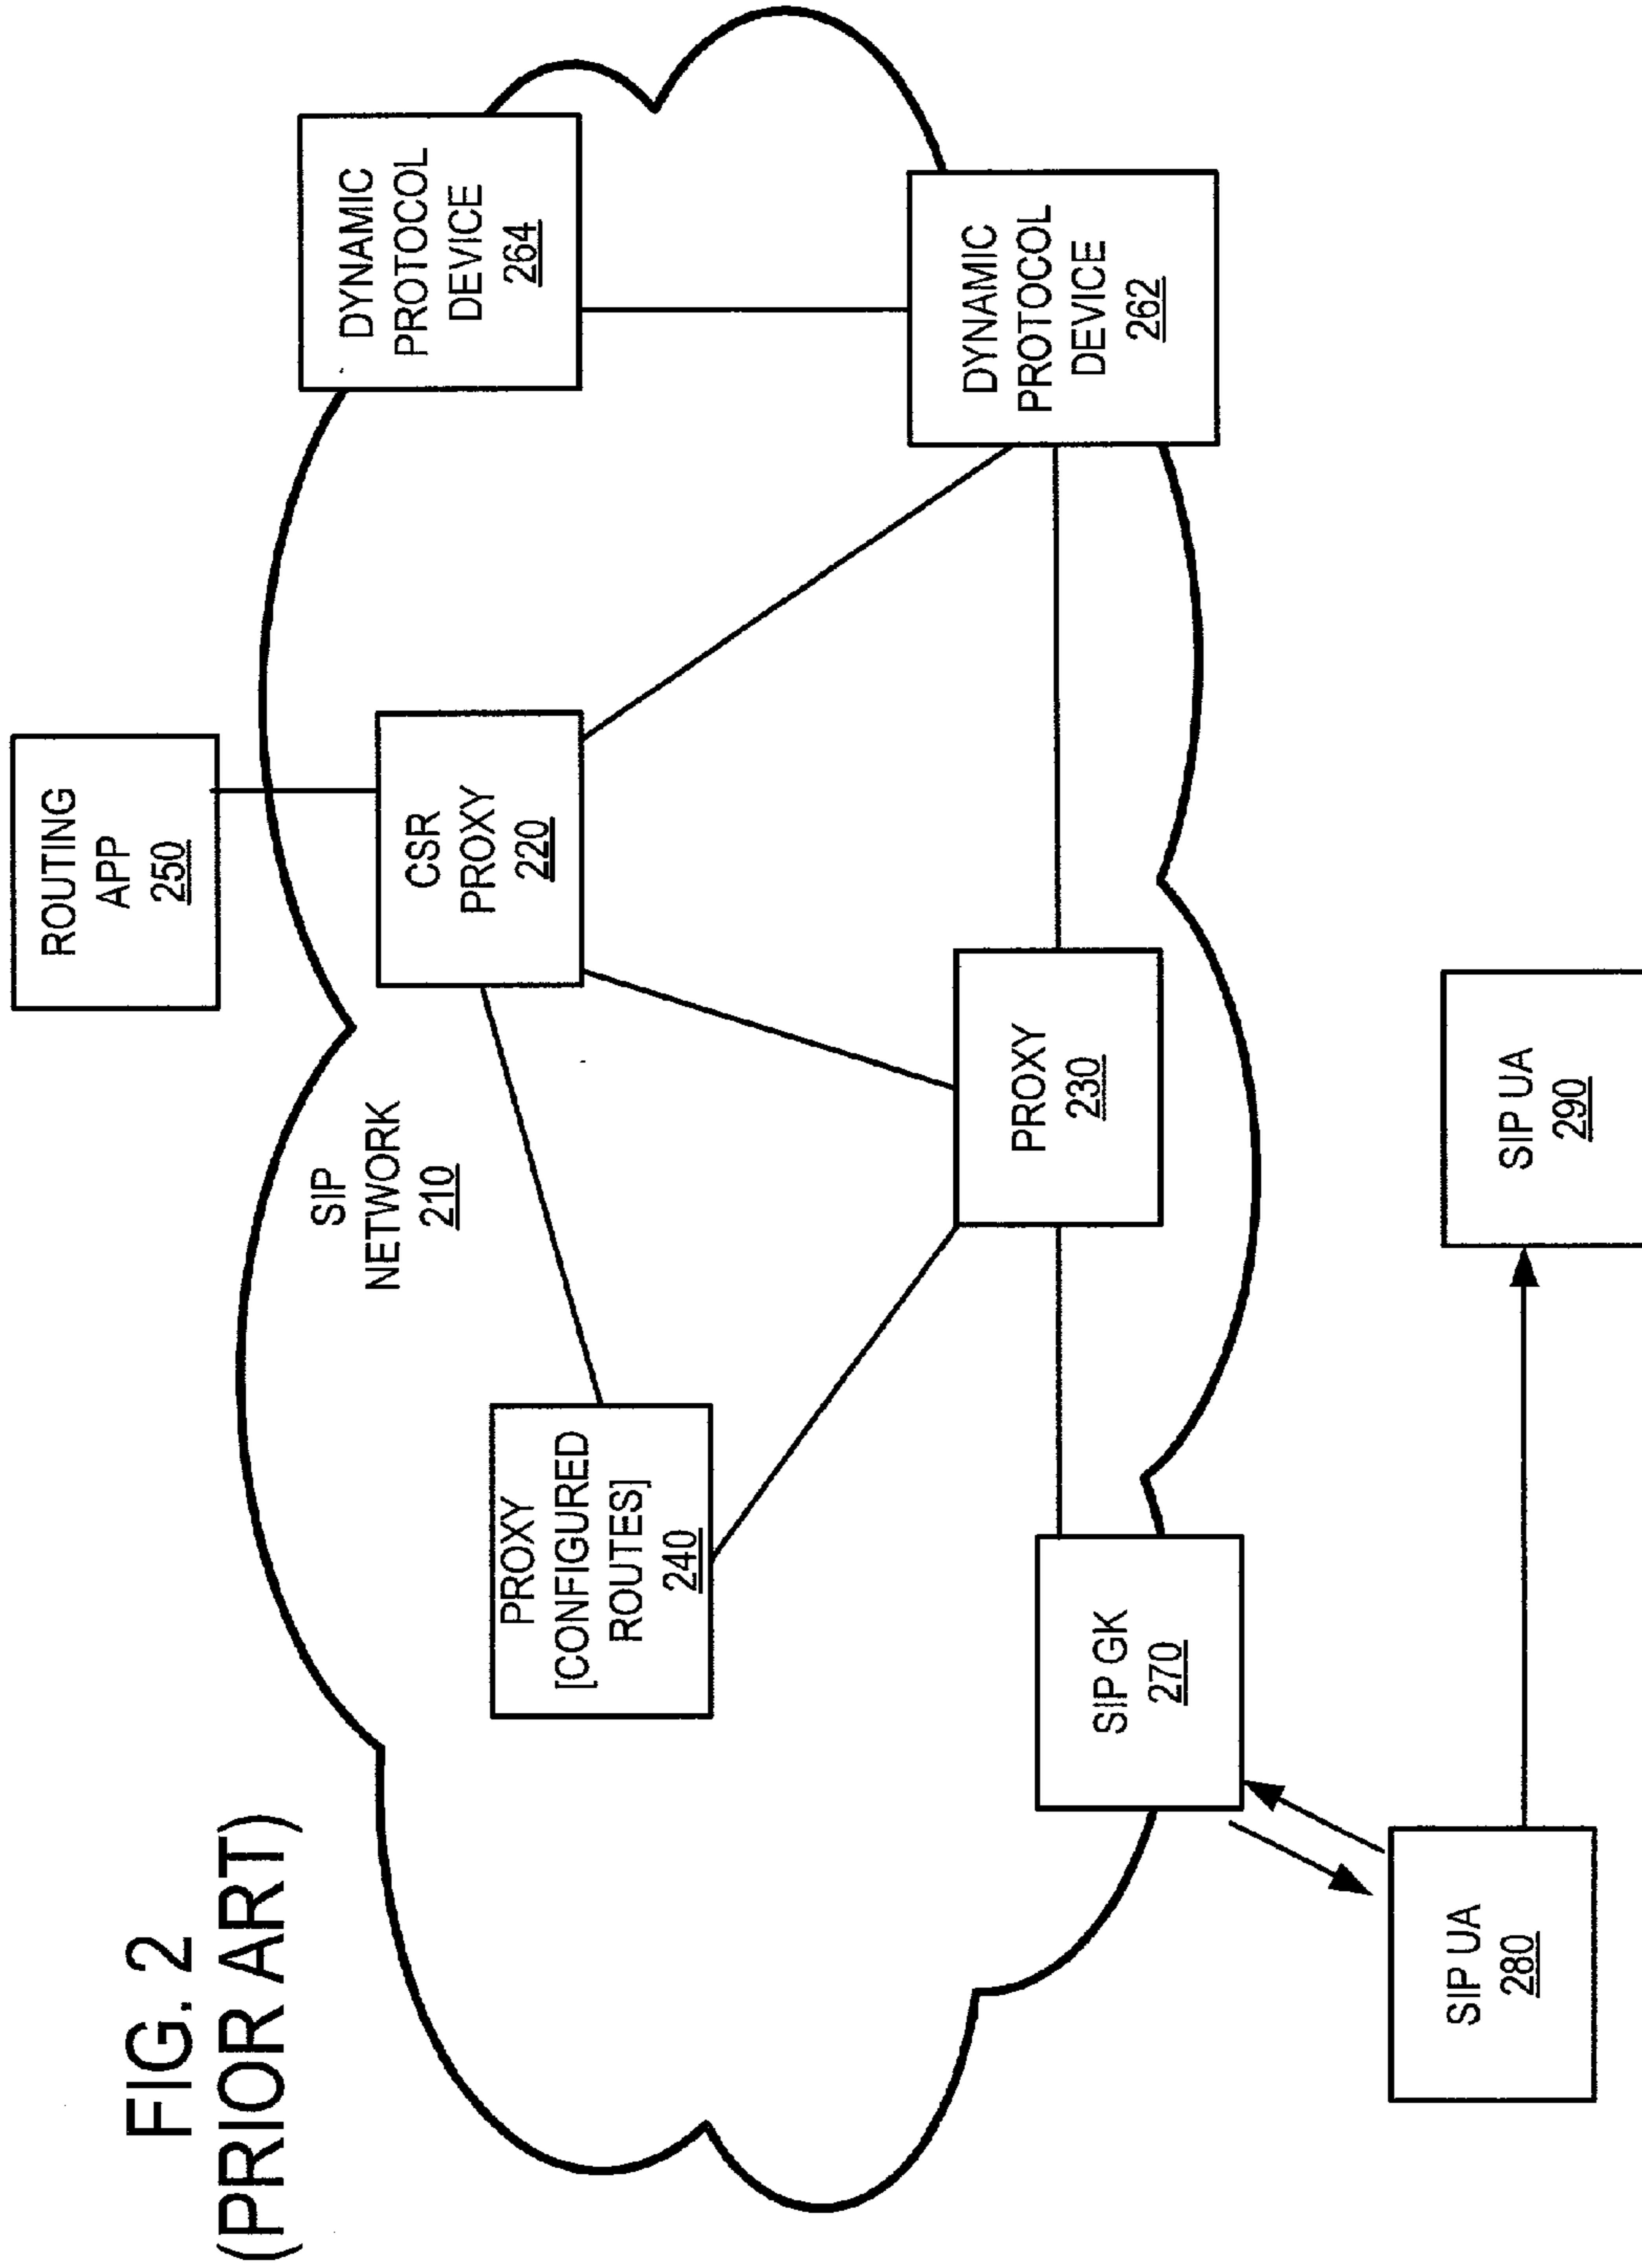 FIG. 2
(PRIOR ART)
ROUTING
APP
250
SIP
NETWORK
210
CSR
PROXY
220
DYNAMIC
PROTOCOL
DEVICE
264
PROXY
[CONFIGURED
ROUTES]
240
PROXY
230
DYNAMIC
PROTOCOL
DEVICE
262
SIP GK
270
SIP UA
280
SIP UA
290